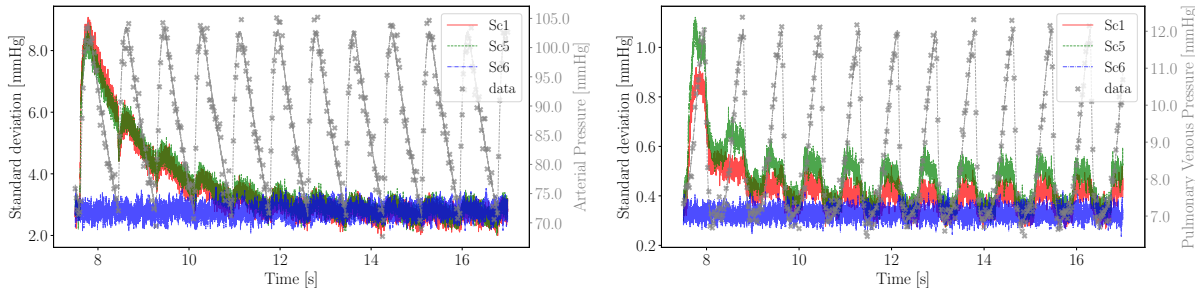 Standard deviation [mmHg]
8.0
6.0
4.0
2.0
8
10
12
14
16
Time [s]
Sc1
Sc5
Sc6
data
105.0
100.0
95.0
90.0
85.0
80.0
75.0
70.0
Arterial Pressure [mmHg]
Standard deviation [mmHg]
1.0
0.8
0.6
0.4
0.2
8
10
12
14
16
Time [s]
Sc1
Sc5
Sc6
data
12.0
11.0
10.0
9.0
8.0
7.0
Pulmonary Venous Pressure [mmHg]